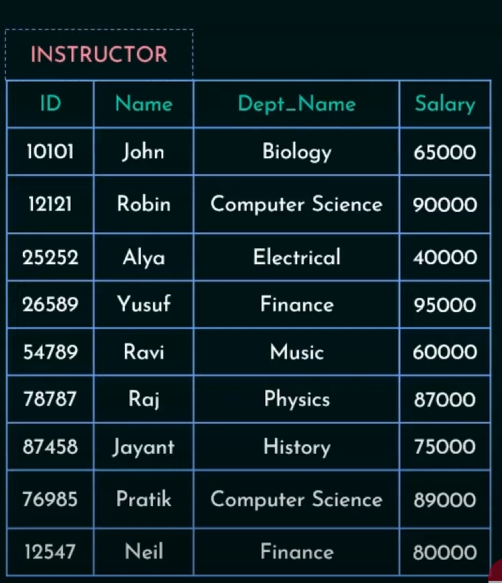 INSTRUCTOR
ID Name Dept_Name Salary
10101 John Biology 65000
12121 Robin Computer Science 90000
25252 Alya Electrical 40000
26589 Yusuf Finance 95000
54789 Ravi Music 60000
78787 Raj Physics 87000
87458 Jayant History 75000
76985 Pratik Computer Science 89000
12547 Neil Finance 80000